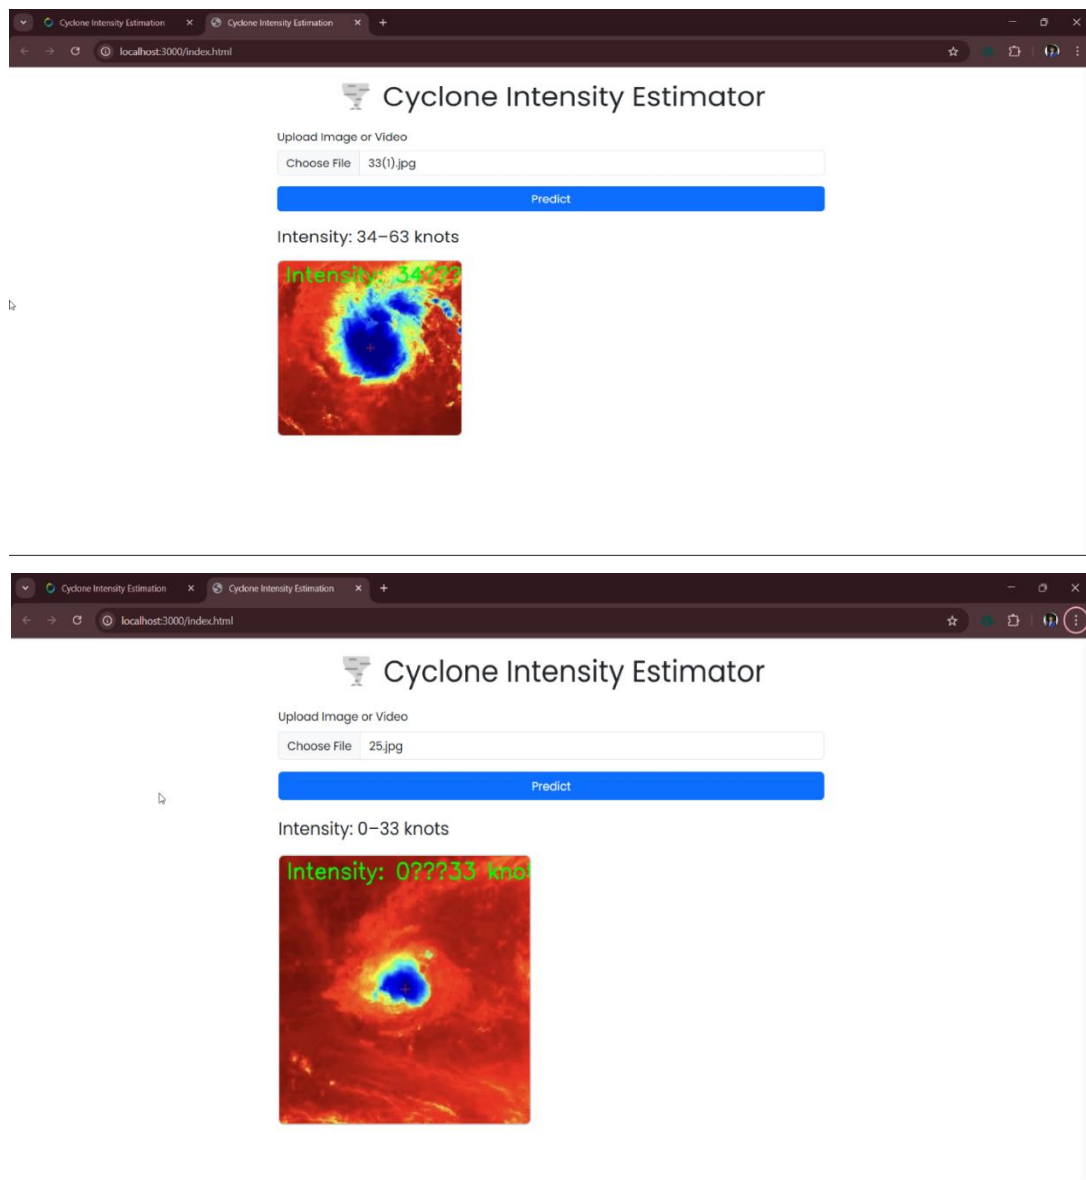 Cyclone Intensity Estimation
Cyclone Intensity Estimation
localhost:3000/index.html
Cyclone Intensity Estimator
Upload Image or Video
Choose File 33(1).jpg
Predict
Intensity: 34–63 knots
Intensity: 34???
Cyclone Intensity Estimation
Cyclone Intensity Estimation
localhost:3000/index.html
Cyclone Intensity Estimator
Upload Image or Video
Choose File 25.jpg
Predict
Intensity: 0–33 knots
Intensity: 0???33 knot